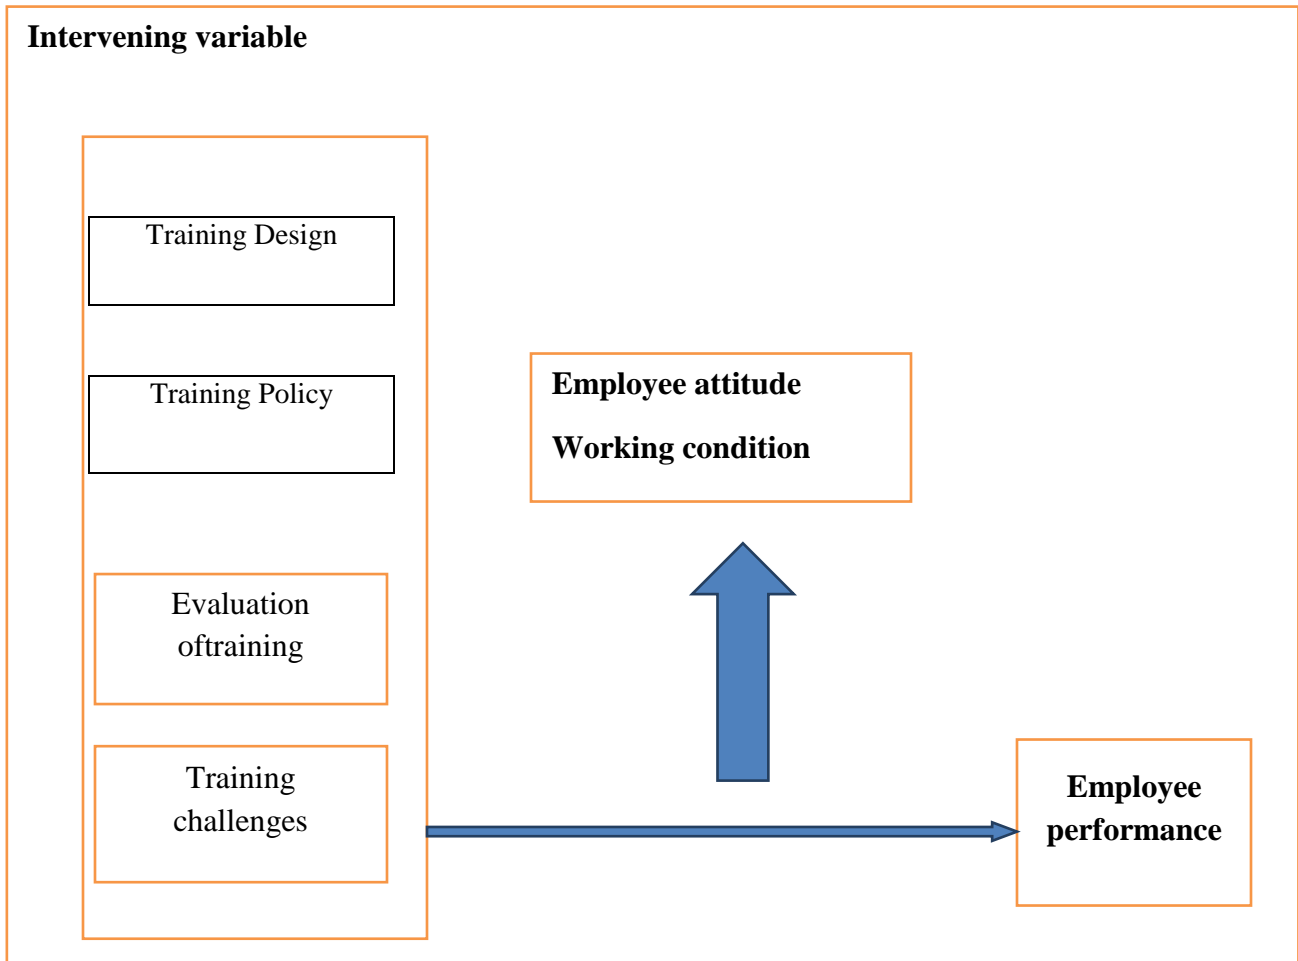 Intervening variable
Training Design
Training Policy
Employee attitude
Working condition
Evaluation
oftraining
Training
challenges
Employee
performance